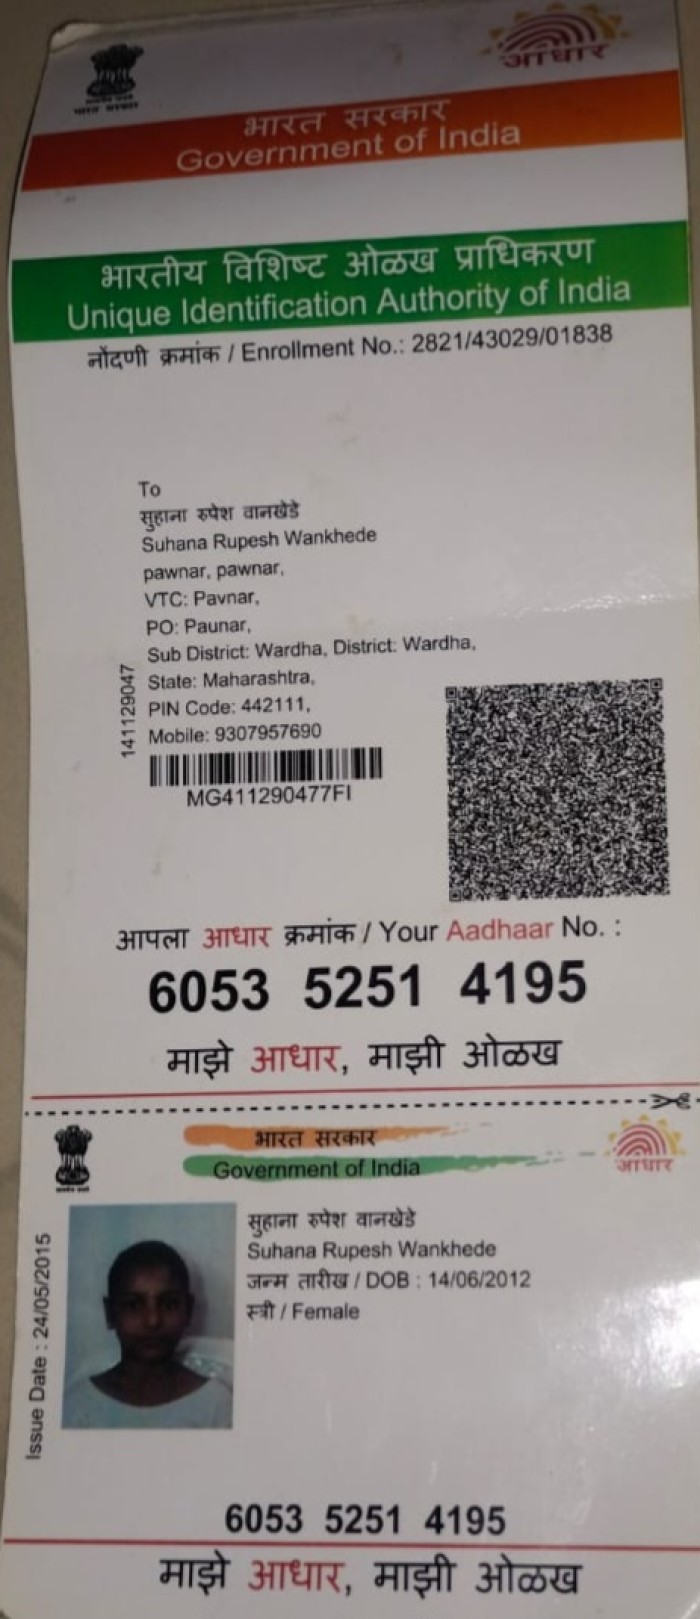 भारत सरकार
आधार
भारत सरकार
Government of India
भारतीय विशिष्ट ओळख प्राधिकरण
Unique Identification Authority of India
नोंदणी क्रमांक / Enrollment No.: 2821/43029/01838
To
सुहाना रुपेश वानखेडे
Suhana Rupesh Wankhede
pawnar, pawnar,
VTC: Pavnar,
PO: Paunar,
Sub District: Wardha, District: Wardha,
State: Maharashtra,
PIN Code: 442111,
Mobile: 9307957690
141129047
MG411290477FI
आपला आधार क्रमांक / Your Aadhaar No. :
6053 5251 4195
माझे आधार, माझी ओळख
भारत सरकार
Government of India
आधार
Issue Date : 24/05/2015
सुहाना रुपेश वानखेडे
Suhana Rupesh Wankhede
जन्म तारीख / DOB : 14/06/2012
स्त्री / Female
6053 5251 4195
माझे आधार, माझी ओळख